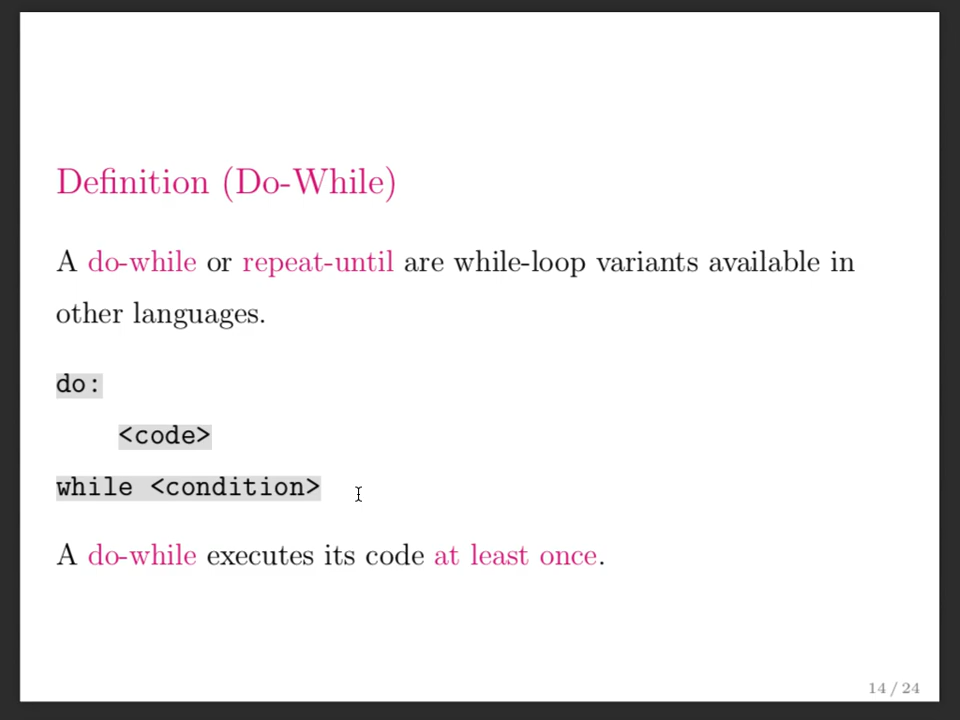 Definition (Do-While)
A do-while or repeat-until are while-loop variants available in
other languages.
do:
<code>
while <condition>
A do-while executes its code at least once.
14 / 24